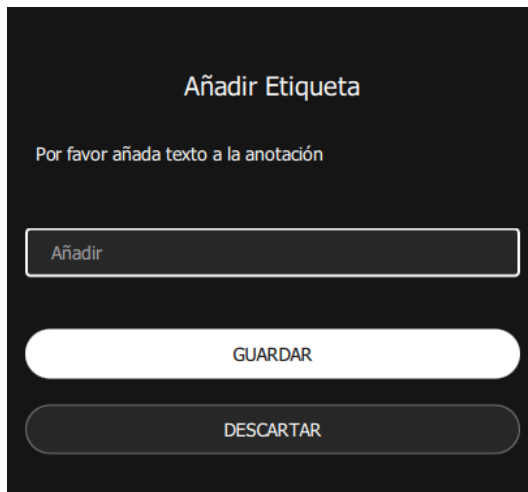 Añadir Etiqueta
Por favor añada texto a la anotación
Añadir
GUARDAR
DESCARTAR